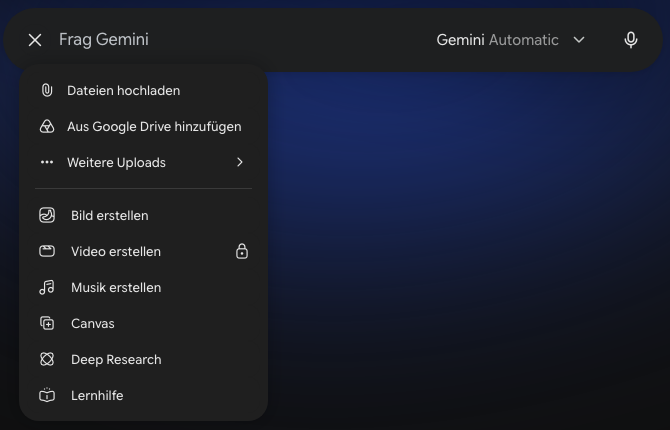 Frag Gemini
Gemini Automatic
Dateien hochladen
Aus Google Drive hinzufügen
Weitere Uploads
Bild erstellen
Video erstellen
Musik erstellen
Canvas
Deep Research
Lernhilfe